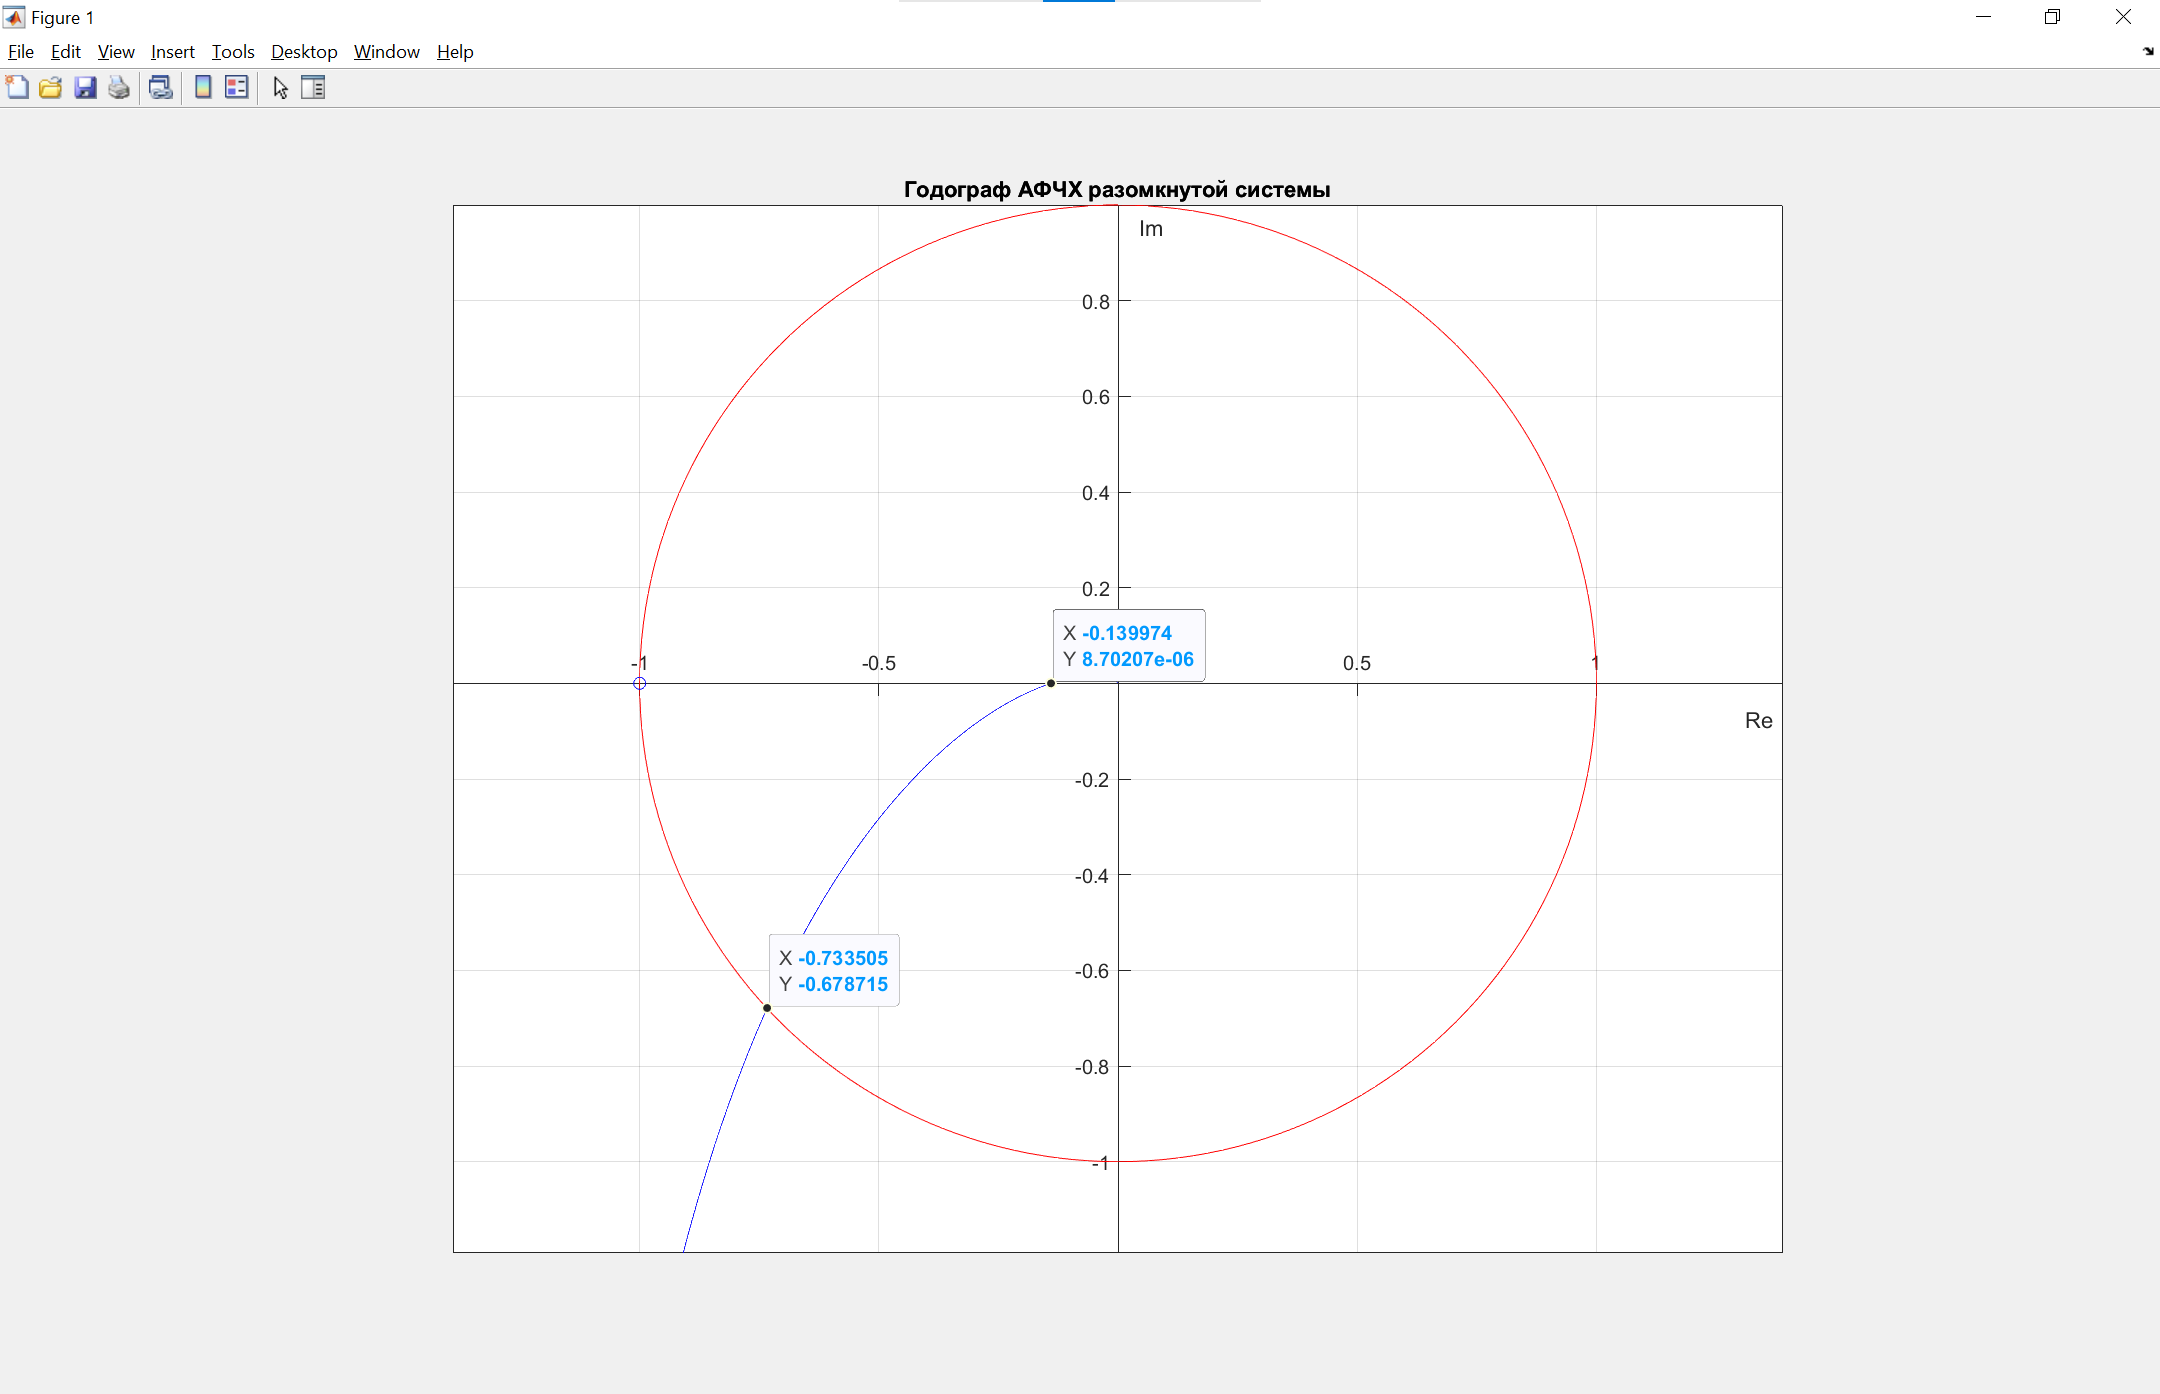 Figure 1
File Edit View Insert Tools Desktop Window Help
Годограф АФЧХ разомкнутой системы
Im
0.8
0.6
0.4
0.2
X -0.139974
Y 8.70207e-06
-1
-0.5
0.5
1
Re
-0.2
-0.4
X -0.733505
Y -0.678715
-0.6
-0.8
-1